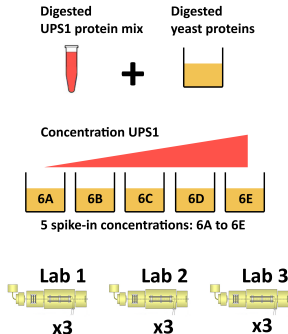 Digested
UPS1 protein mix
Digested
yeast proteins
Concentration UPS1
6A 6B 6C 6D 6E
5 spike-in concentrations: 6A to 6E
Lab 1 Lab 2 Lab 3
x3 x3 x3